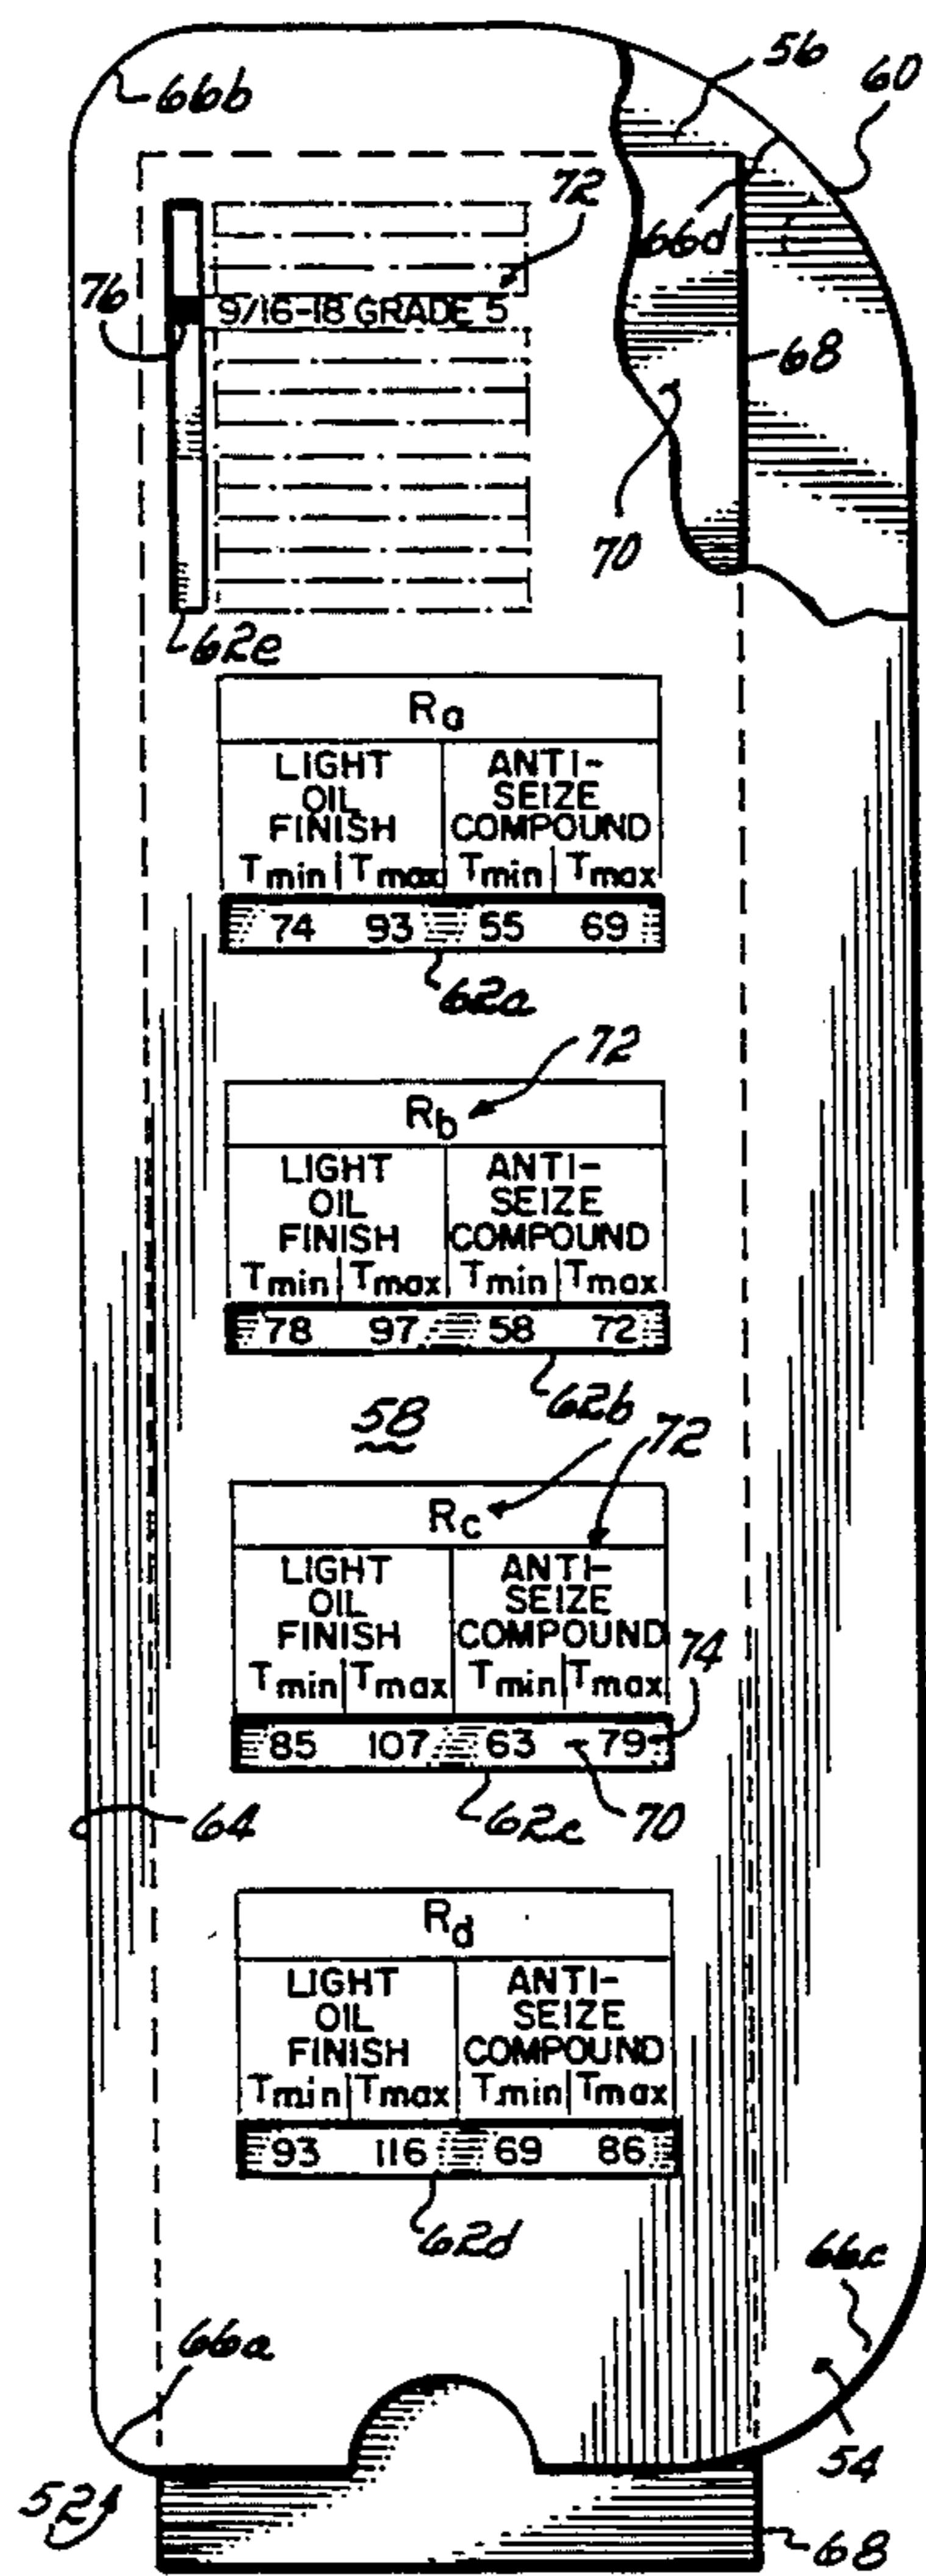 56
60
66b
66d
72
76
9/16-18 GRADE 5
68
70
62e
Ra
LIGHT OIL FINISH
ANTI-SEIZE COMPOUND
Tmin Tmax Tmin Tmax
74 93 55 69
62a
72
Rb
LIGHT OIL FINISH
ANTI-SEIZE COMPOUND
Tmin Tmax Tmin Tmax
78 97 58 72
62b
58
72
Rc
LIGHT OIL FINISH
ANTI-SEIZE COMPOUND
Tmin Tmax Tmin Tmax
74
85 107 63 79
64
62c
70
Rd
LIGHT OIL FINISH
ANTI-SEIZE COMPOUND
Tmin Tmax Tmin Tmax
93 116 69 86
62d
66c
66a
54
52
68